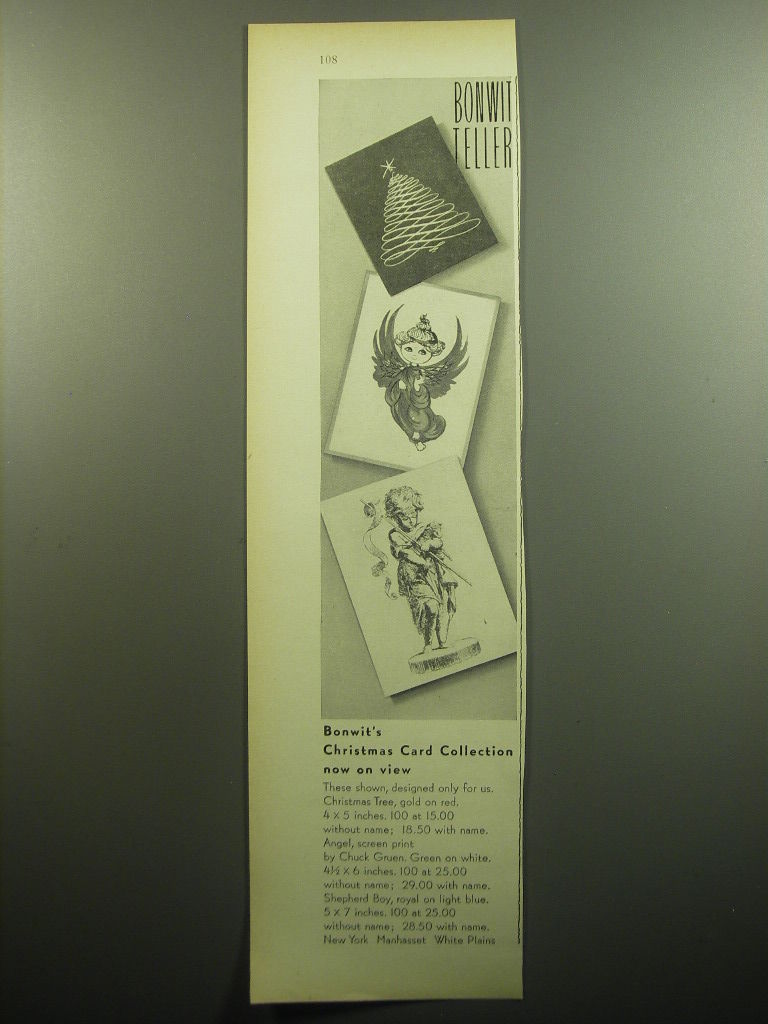 108
BONWIT
TELLER
Bonwit's
Christmas Card Collection
now on view
These shown, designed only for us.
Christmas Tree, gold on red.
4 X 5 inches. 100 at 15.00
without name; 18.50 with name.
Angel, screen print
by Chuck Gruen. Green on white.
4½ X 6 inches. 100 at 25.00
without name; 29.00 with name.
Shepherd Boy, royal on light blue.
5 X 7 inches. 100 at 25.00
without name; 28.50 with name.
New York Manhasset White Plains